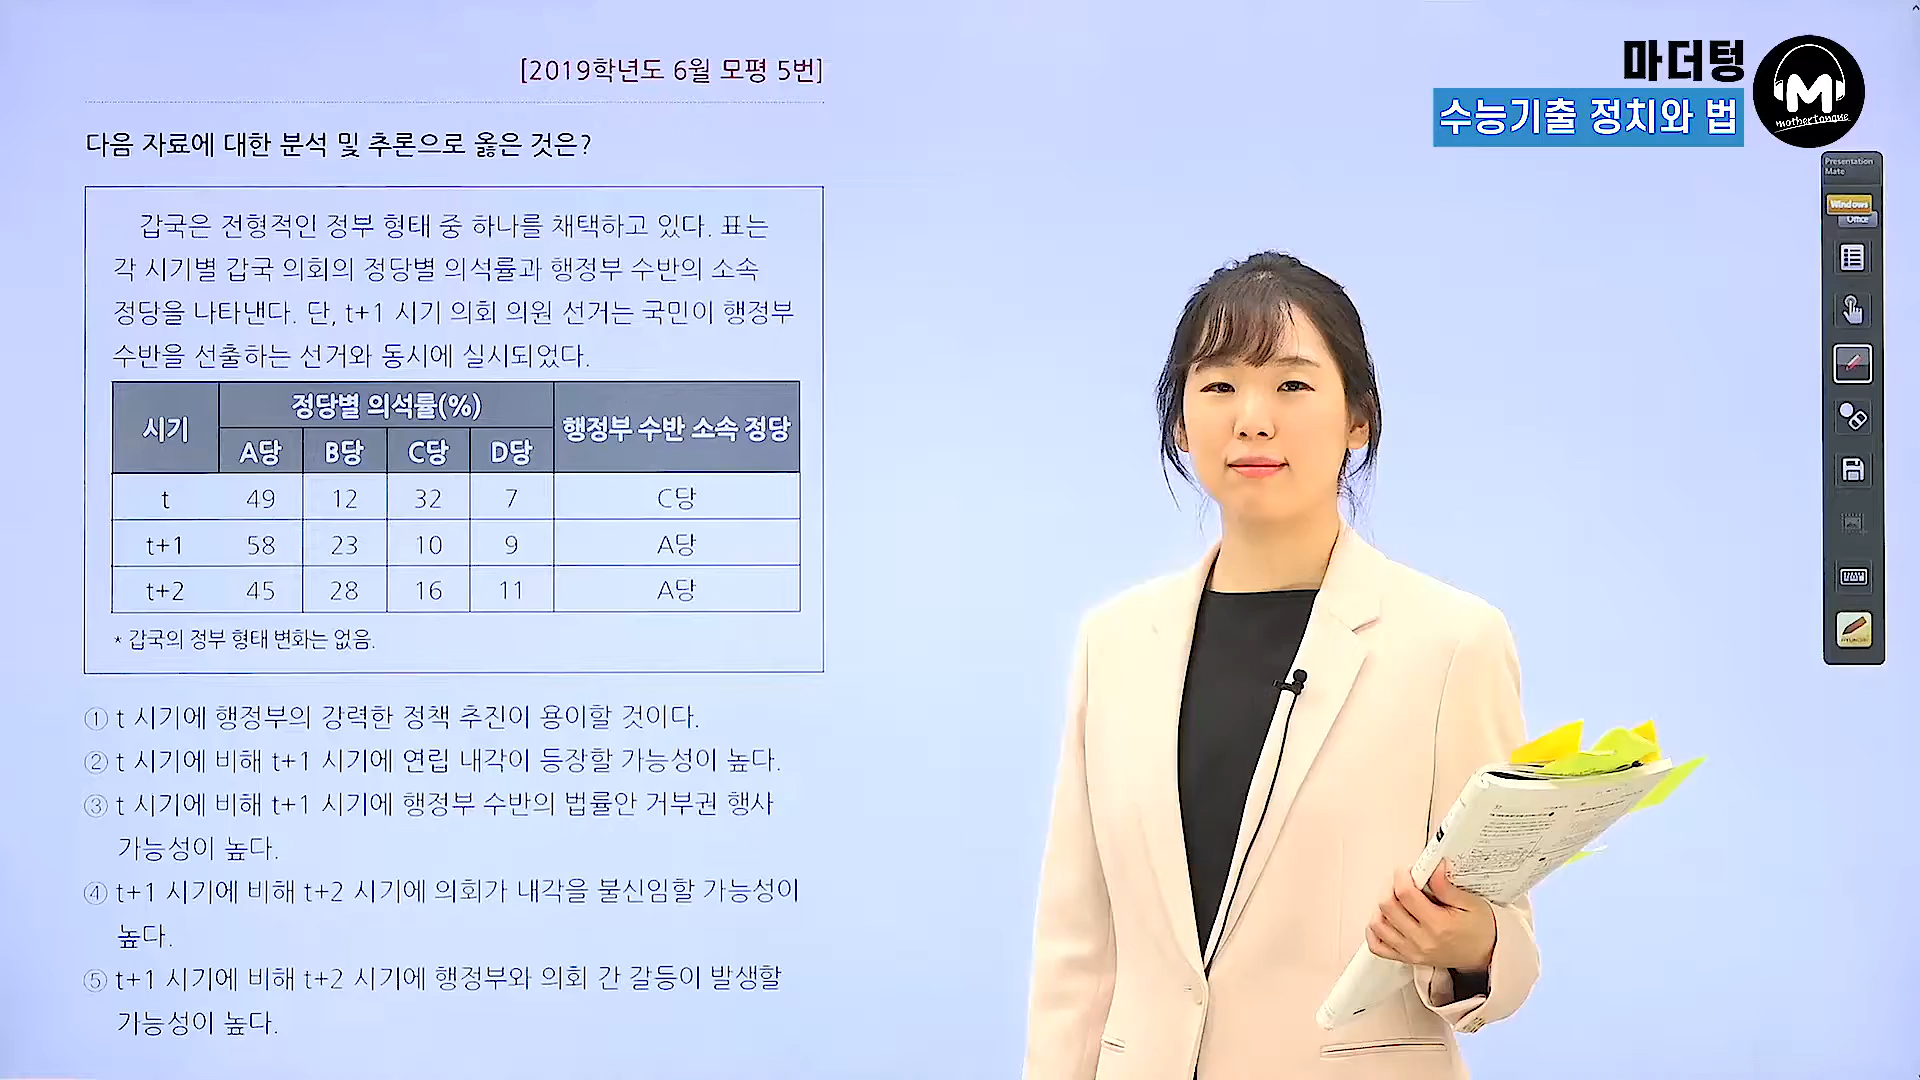 [2019학년도 6월 모평 5번]
다음 자료에 대한 분석 및 추론으로 옳은 것은?
갑국은 전형적인 정부 형태 중 하나를 채택하고 있다. 표는
각 시기별 갑국 의회의 정당별 의석률과 행정부 수반의 소속
정당을 나타낸다. 단, t+1 시기 의회 의원 선거는 국민이 행정부
수반을 선출하는 선거와 동시에 실시되었다.
시기 정당별 의석률(%) 행정부 수반 소속 정당
A당 B당 C당 D당
t 49 12 32 7 C당
t+1 58 23 10 9 A당
t+2 45 28 16 11 A당
* 갑국의 정부 형태 변화는 없음.
① t 시기에 행정부의 강력한 정책 추진이 용이할 것이다.
② t 시기에 비해 t+1 시기에 연립 내각이 등장할 가능성이 높다.
③ t 시기에 비해 t+1 시기에 행정부 수반의 법률안 거부권 행사
가능성이 높다.
④ t+1 시기에 비해 t+2 시기에 의회가 내각을 불신임할 가능성이
높다.
⑤ t+1 시기에 비해 t+2 시기에 행정부와 의회 간 갈등이 발생할
가능성이 높다.
마더텅
수능기출 정치와 법
M
mothertongue
Presentation
Mate
Windows
Office